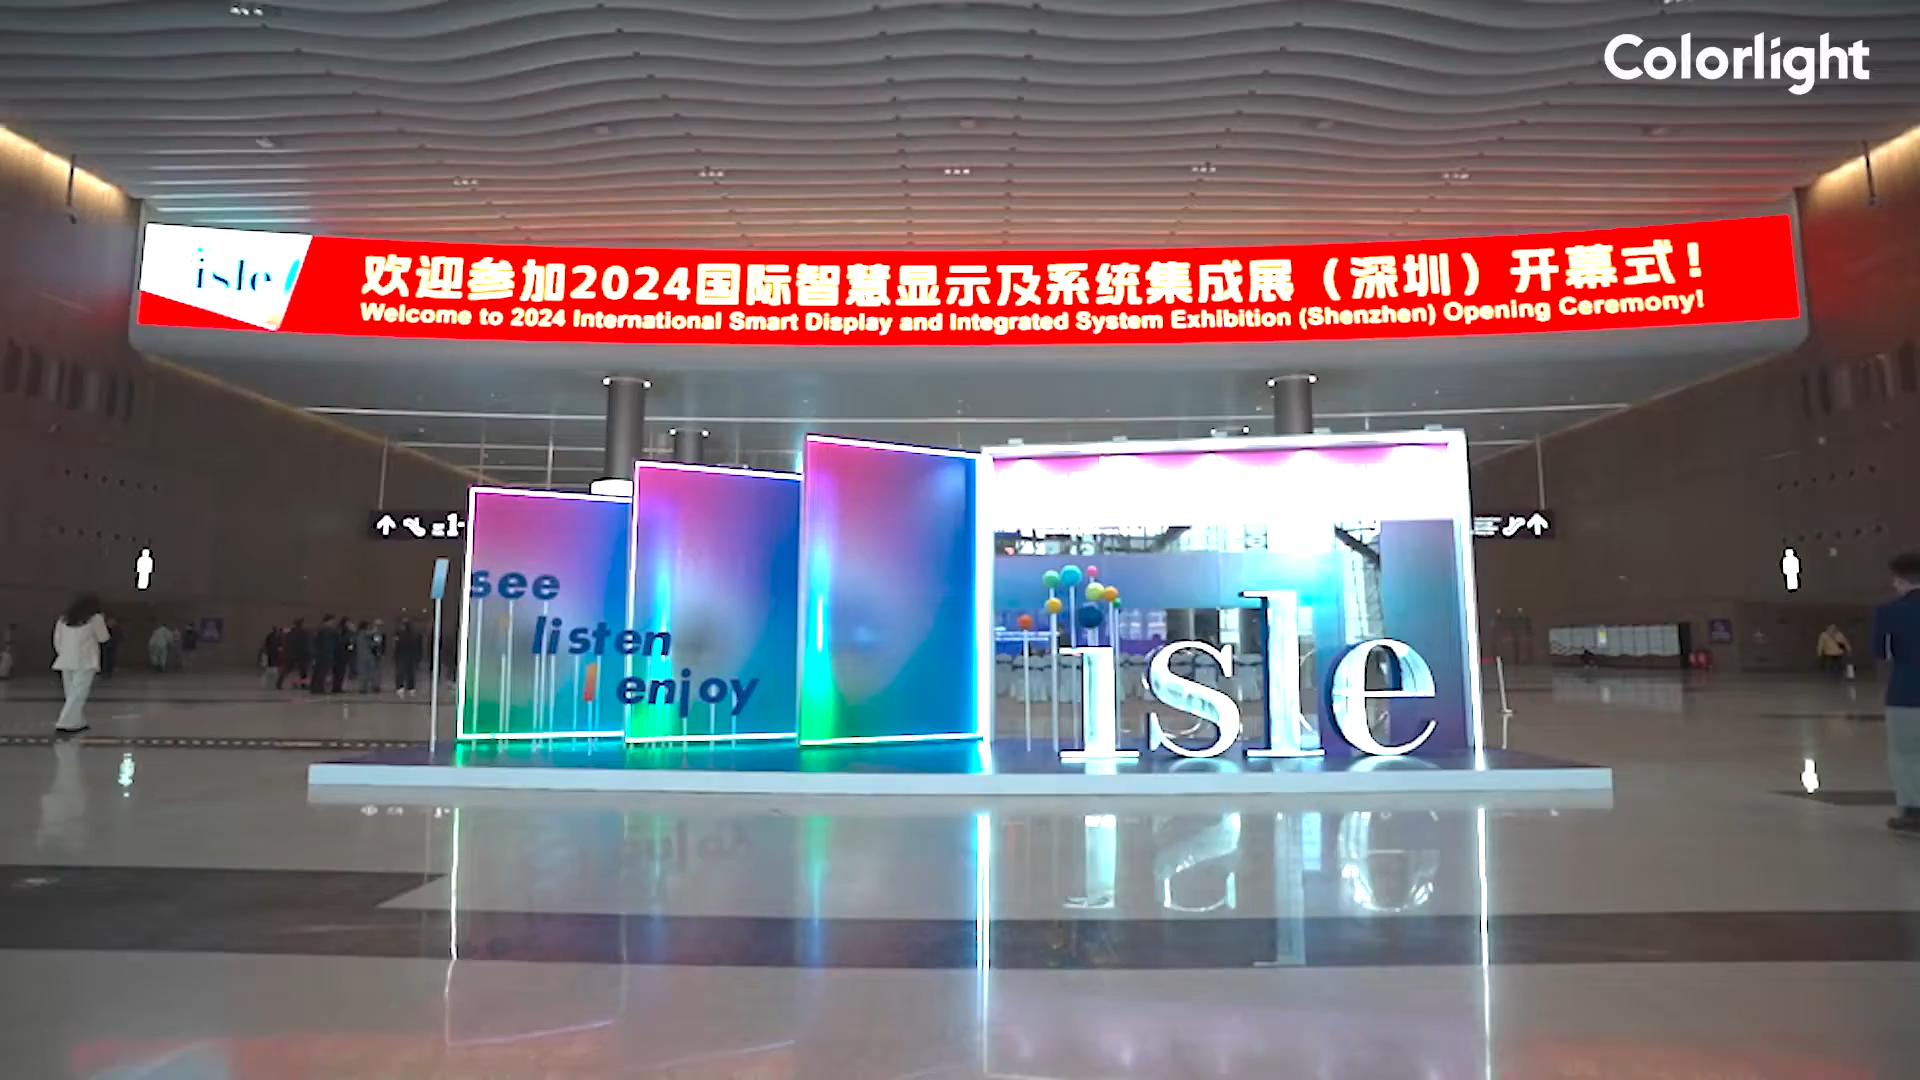 Colorlight
isle
欢迎参加2024国际智慧显示及系统集成展（深圳）开幕式！
Welcome to 2024 International Smart Display and Integrated System Exhibition (Shenzhen) Opening Ceremony!
see
listen
enjoy
isle